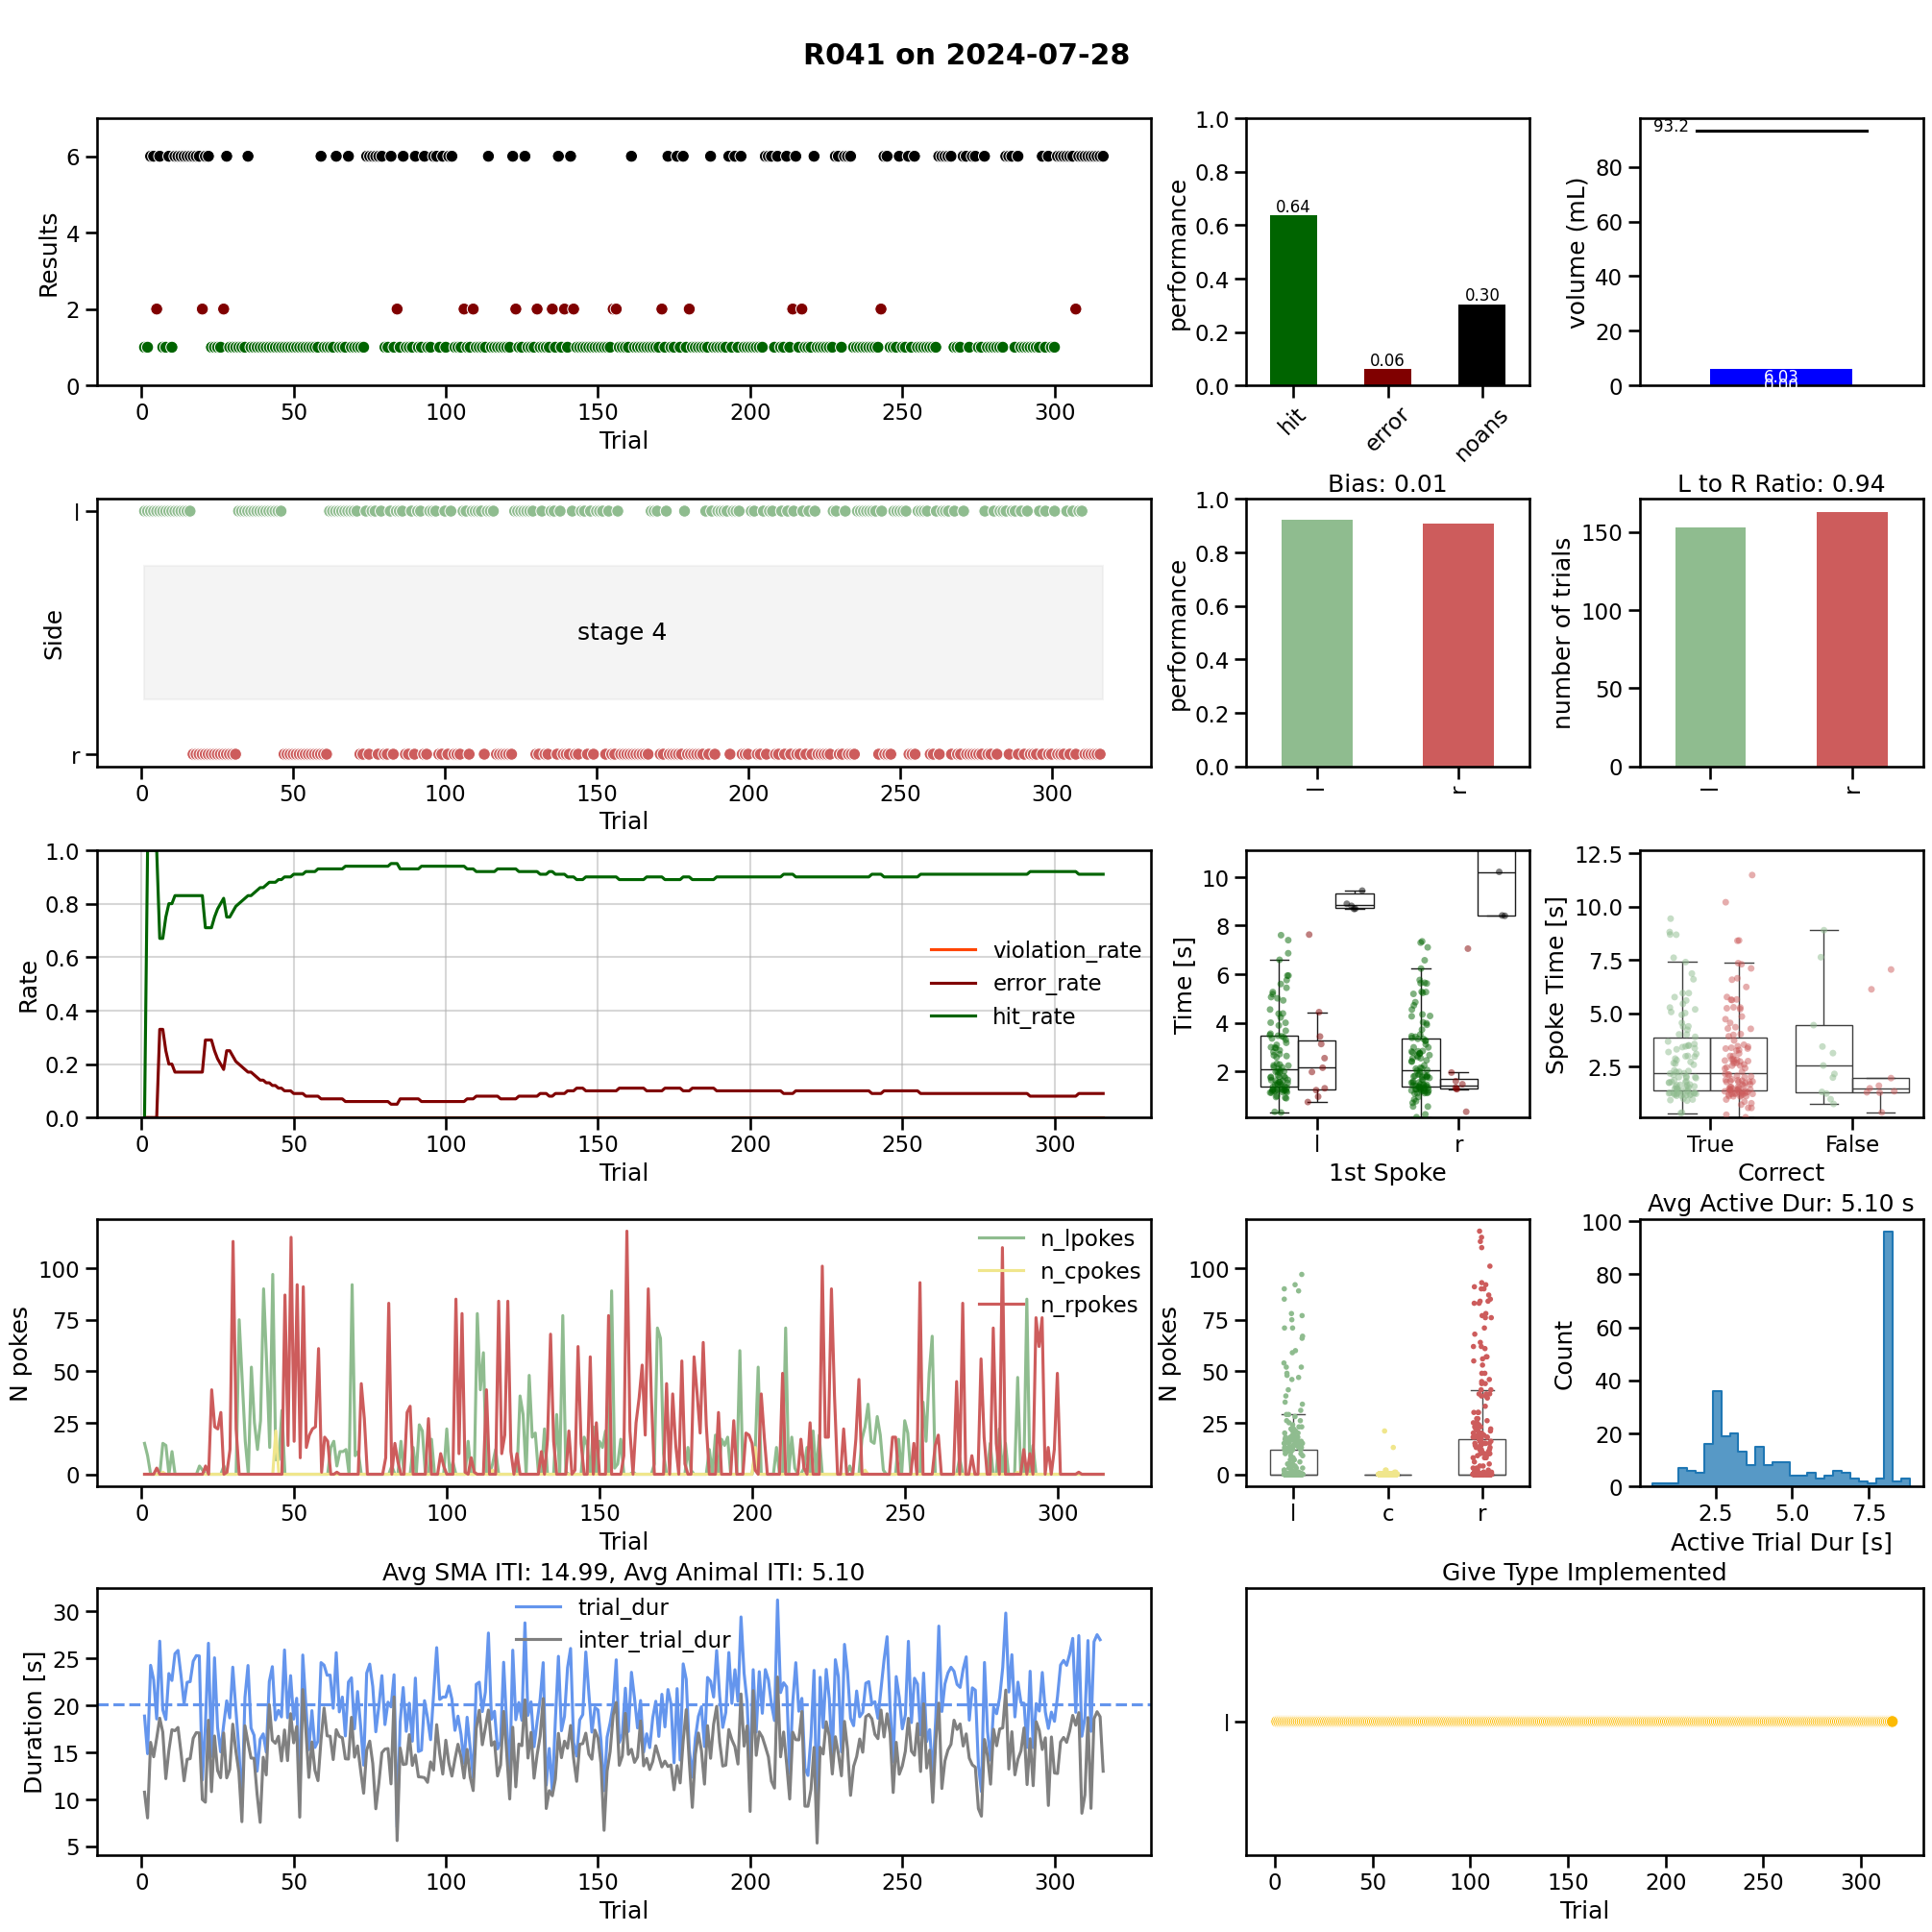 R041 on 2024-07-28
Results
6
4
2
0
0 50 100 150 200 250 300
Trial
performance
1.0
0.8
0.6
0.4
0.2
0.0
0.64
0.06
0.30
hit error noans
volume (mL)
80
60
40
20
0
93.2
6.03
0.00
Side
l
r
stage 4
0 50 100 150 200 250 300
Trial
Bias: 0.01
performance
1.0
0.8
0.6
0.4
0.2
0.0
l r
L to R Ratio: 0.94
number of trials
150
100
50
0
l r
Rate
1.0
0.8
0.6
0.4
0.2
0.0
violation_rate
error_rate
hit_rate
0 50 100 150 200 250 300
Trial
Time [s]
10
8
6
4
2
l r
1st Spoke
Spoke Time [s]
12.5
10.0
7.5
5.0
2.5
True False
Correct
N pokes
100
75
50
25
0
n_lpokes
n_cpokes
n_rpokes
0 50 100 150 200 250 300
Trial
N pokes
100
75
50
25
0
l c r
Avg Active Dur: 5.10 s
Count
100
80
60
40
20
0
2.5 5.0 7.5
Active Trial Dur [s]
Avg SMA ITI: 14.99, Avg Animal ITI: 5.10
Duration [s]
30
25
20
15
10
5
trial_dur
inter_trial_dur
0 50 100 150 200 250 300
Trial
Give Type Implemented
l
0 50 100 150 200 250 300
Trial